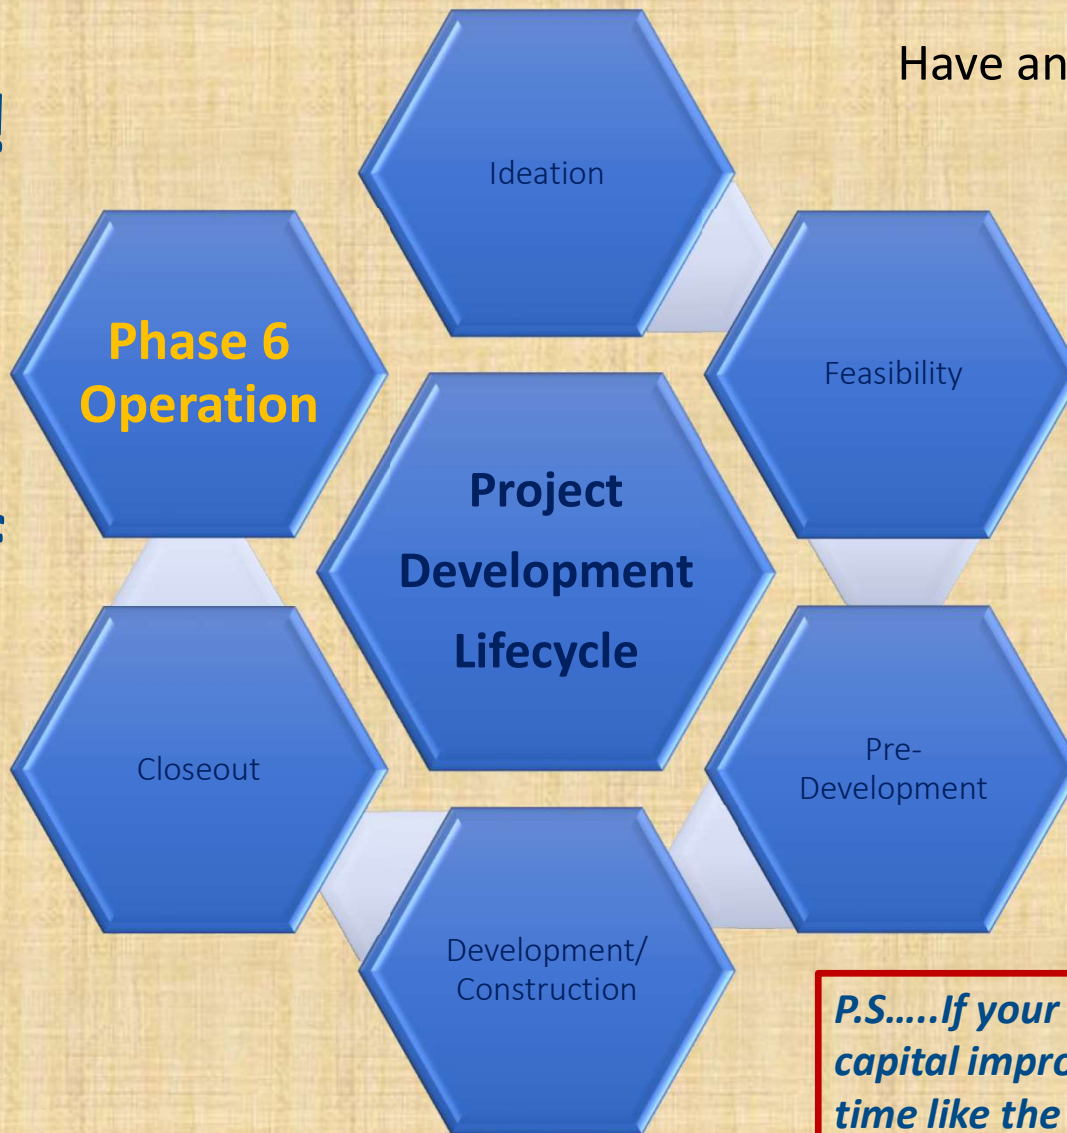 Have an
!
Ideation
Phase 6
Operation
Feasibility
Project
Development
Lifecycle
Closeout
Pre-
Development
Development/
Construction
P.S.....If your
capital impro
time like the